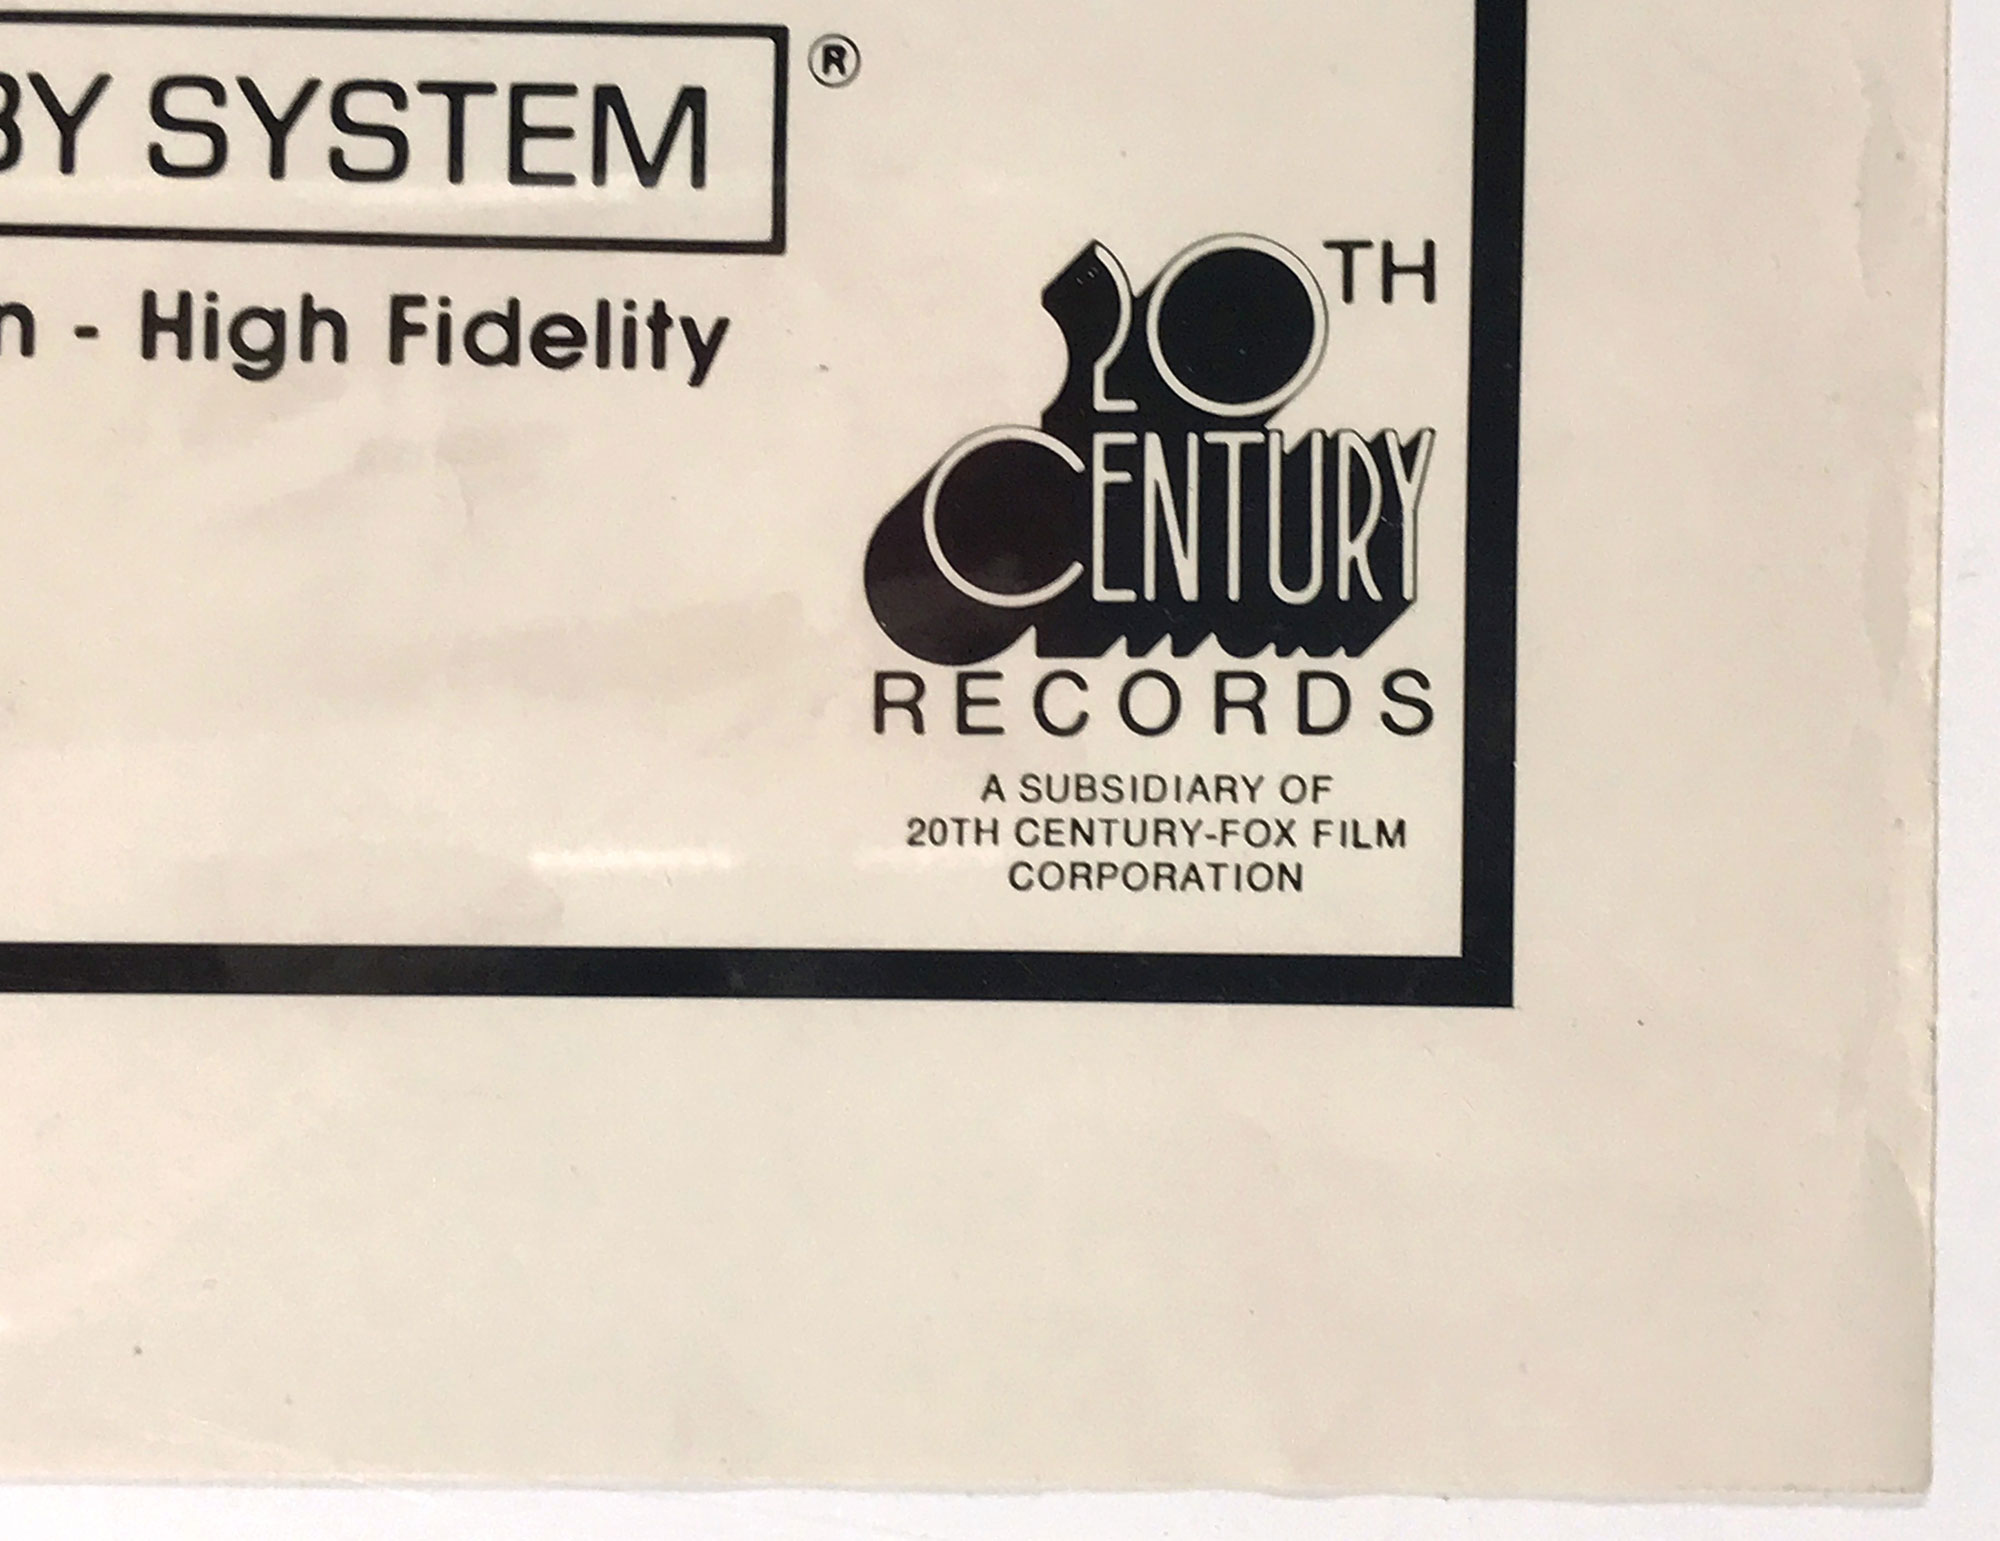 BY SYSTEM ®
n - High Fidelity
20TH
CENTURY
RECORDS
A SUBSIDIARY OF
20TH CENTURY-FOX FILM
CORPORATION